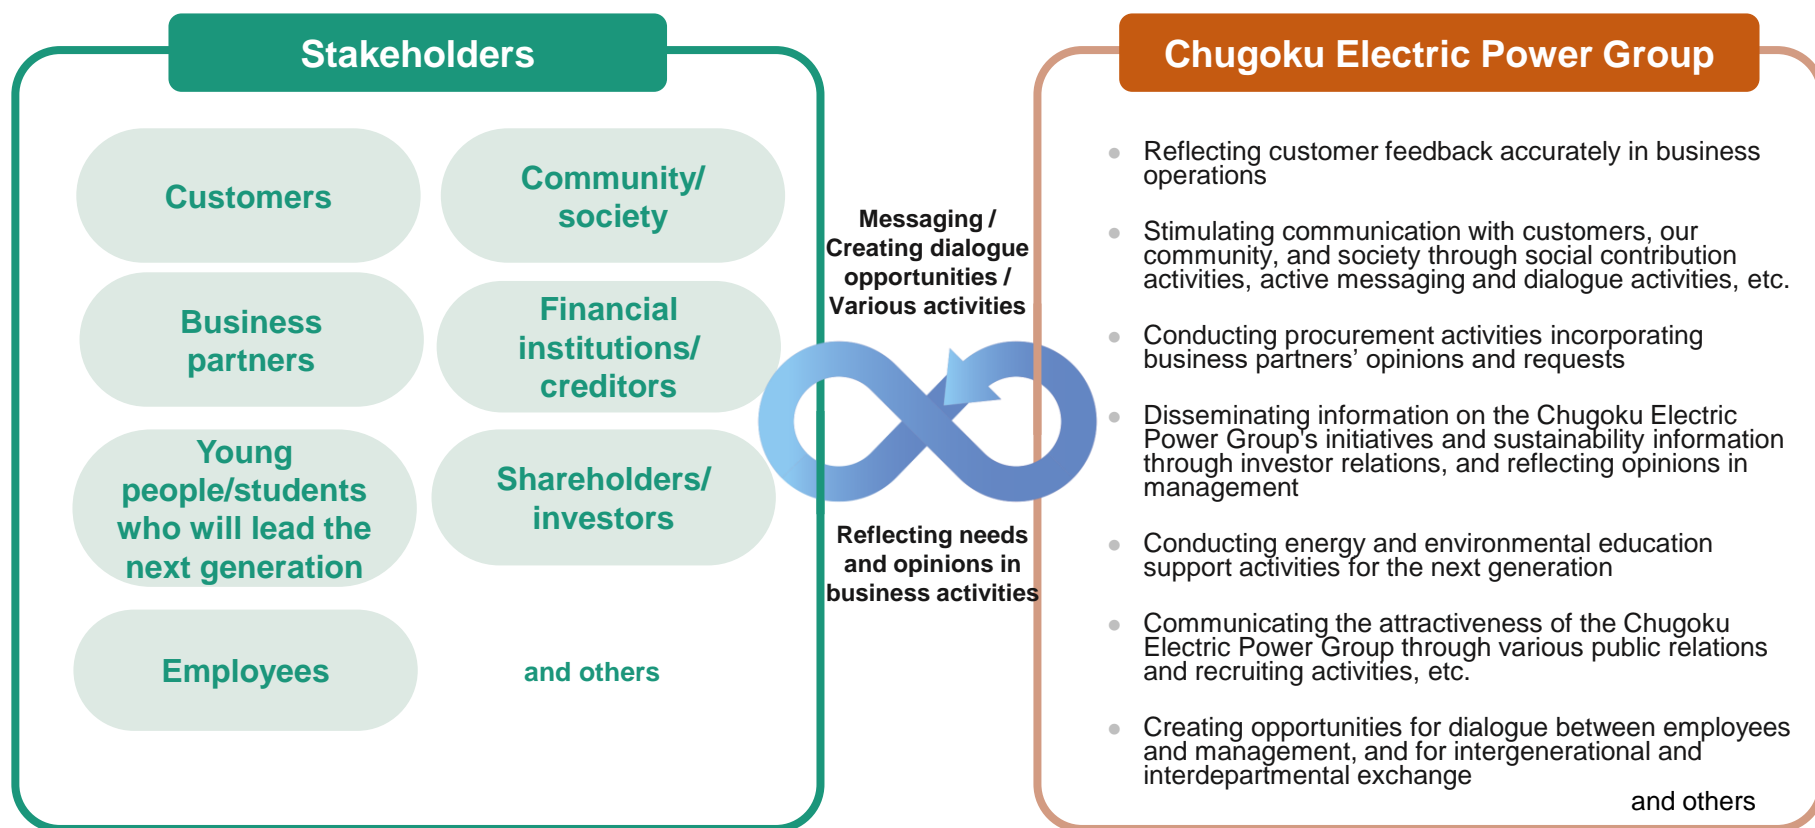 Stakeholders
Customers
Community/
society
Business
partners
Financial
institutions/
creditors
Young
people/students
who will lead the
next generation
Shareholders/
investors
Employees
and others
Messaging /
Creating dialogue
opportunities /
Various activities
Reflecting needs
and opinions in
business activities
Chugoku Electric Power Group
Reflecting customer feedback accurately in business
operations
Stimulating communication with customers, our
community, and society through social contribution
activities, active messaging and dialogue activities, etc.
Conducting procurement activities incorporating
business partners’ opinions and requests
Disseminating information on the Chugoku Electric
Power Group's initiatives and sustainability information
through investor relations, and reflecting opinions in
management
Conducting energy and environmental education
support activities for the next generation
Communicating the attractiveness of the Chugoku
Electric Power Group through various public relations
and recruiting activities, etc.
Creating opportunities for dialogue between employees
and management, and for intergenerational and
interdepartmental exchange
and others